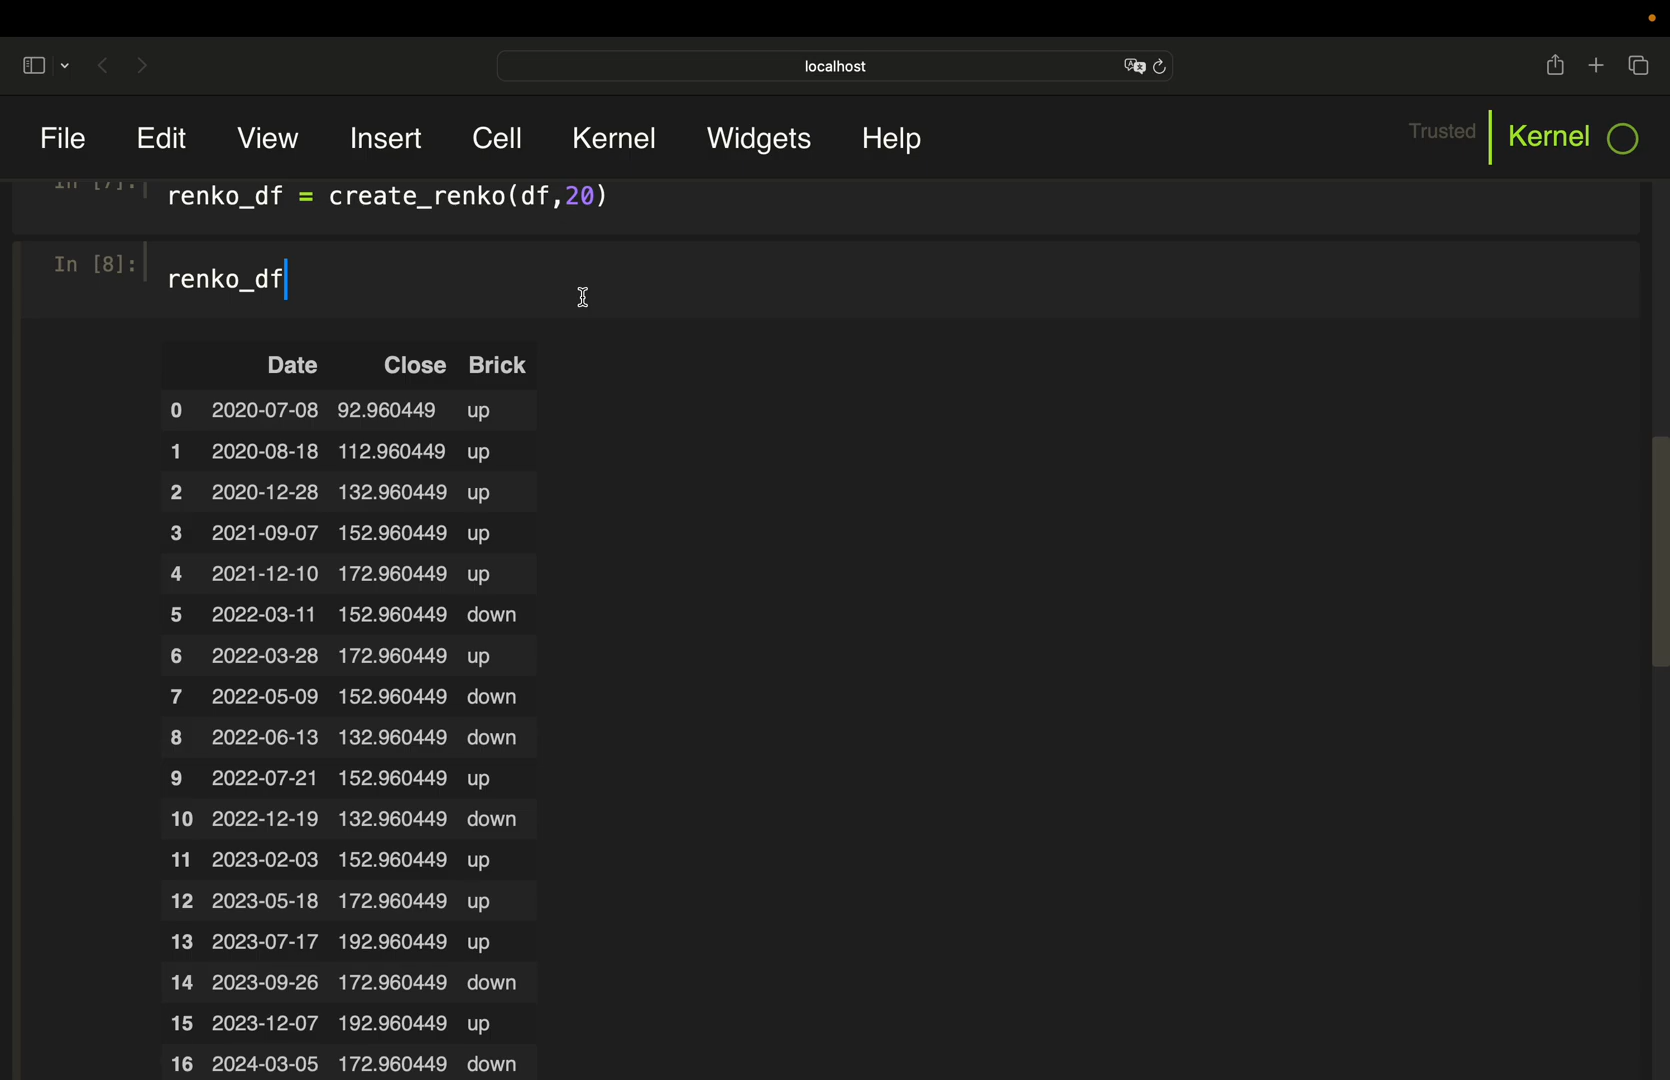 localhost
File Edit View Insert Cell Kernel Widgets Help Trusted Kernel
In [7]: renko_df = create_renko(df,20)
In [8]: renko_df
Date Close Brick
0 2020-07-08 92.960449 up
1 2020-08-18 112.960449 up
2 2020-12-28 132.960449 up
3 2021-09-07 152.960449 up
4 2021-12-10 172.960449 up
5 2022-03-11 152.960449 down
6 2022-03-28 172.960449 up
7 2022-05-09 152.960449 down
8 2022-06-13 132.960449 down
9 2022-07-21 152.960449 up
10 2022-12-19 132.960449 down
11 2023-02-03 152.960449 up
12 2023-05-18 172.960449 up
13 2023-07-17 192.960449 up
14 2023-09-26 172.960449 down
15 2023-12-07 192.960449 up
16 2024-03-05 172.960449 down